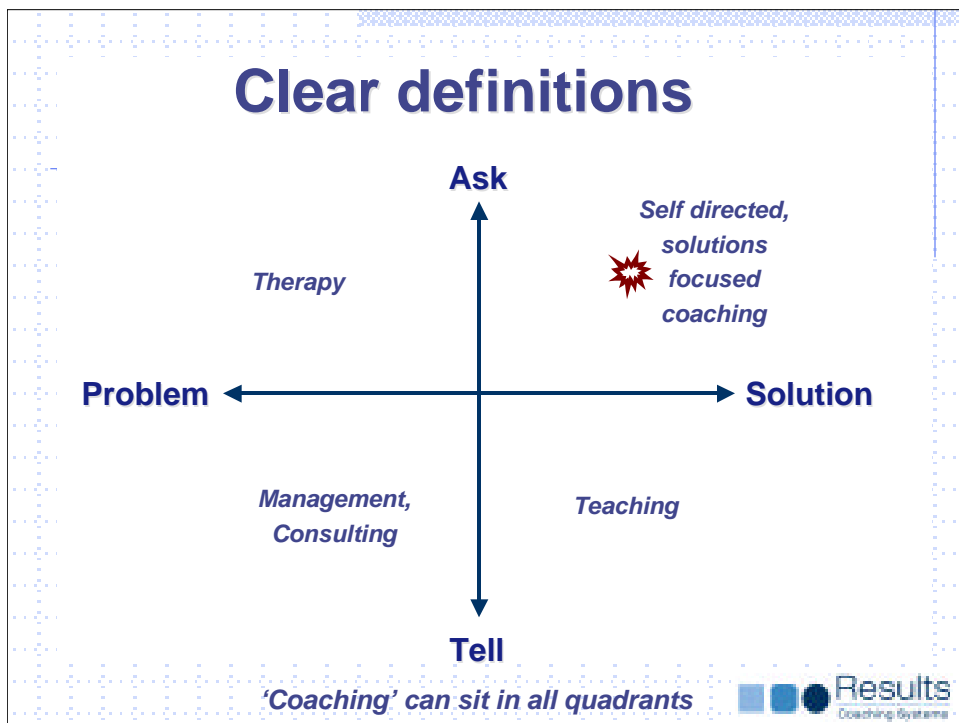 Clear definitions
Ask
Self directed,
solutions
focused
coaching
Therapy
Problem
Solution
Management,
Consulting
Teaching
Tell
‘Coaching’ can sit in all quadrants
Results
Coaching Systems